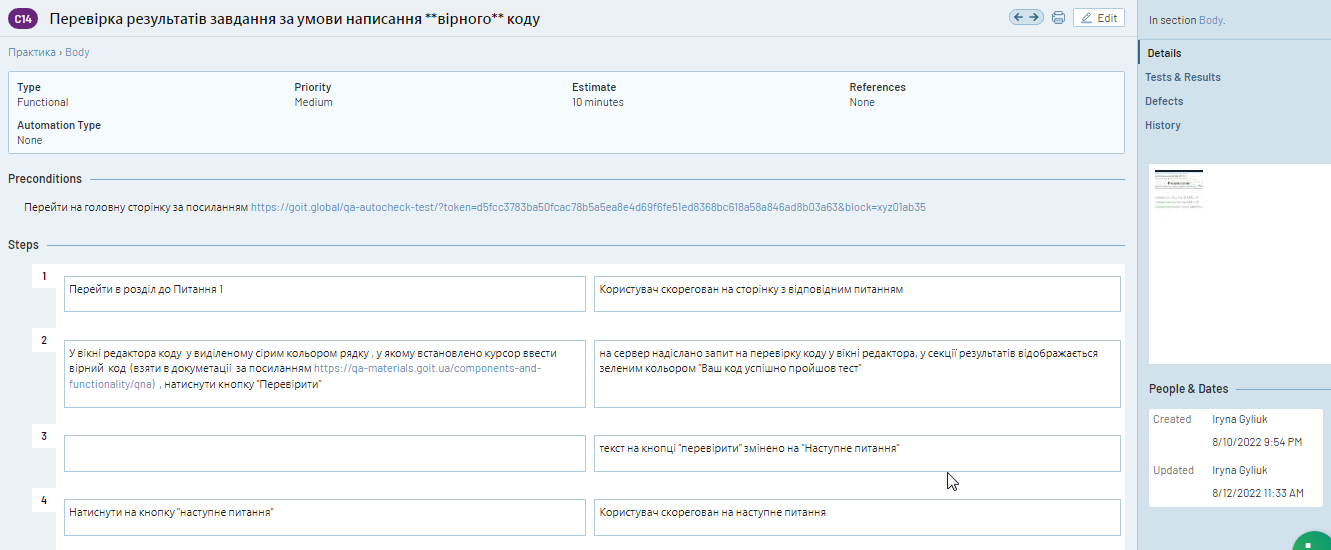 C14 Перевірка результатів завдання за умови написання **вірного** коду
Edit
Практика › Body
Type
Functional
Priority
Medium
Estimate
10 minutes
References
None
Automation Type
None
Preconditions
Перейти на головну сторінку за посиланням https://goit.global/qa-autocheck-test/?token=d5fcc3783ba50fcac78b5a5ea8e4d69f6fe51ed8368bc618a58a846ad8b03a63&block=xyz01ab35
Steps
1
Перейти в розділ до Питання 1
Користувач скорегован на сторінку з відповідним питанням
2
У вікні редактора коду у виділеному сірим кольором рядку , у якому встановлено курсор ввести
вірний код (взяти в докуметації за посиланням https://qa-materials.goit.ua/components-and-
functionality/qna) , натиснути кнопку "Перевірити"
на сервер надіслано запит на перевірку коду у вікні редактора, у секції результатів відображається
зеленим кольором "Ваш код успішно пройшов тест"
3
текст на кнопці "перевірити" змінено на "Наступне питання"
4
Натиснути на кнопку "наступне питання"
Користувач скорегован на наступне питання
In section Body.
Details
Tests & Results
Defects
History
People & Dates
Created Iryna Gyliuk
8/10/2022 9:54 PM
Updated Iryna Gyliuk
8/12/2022 11:33 AM